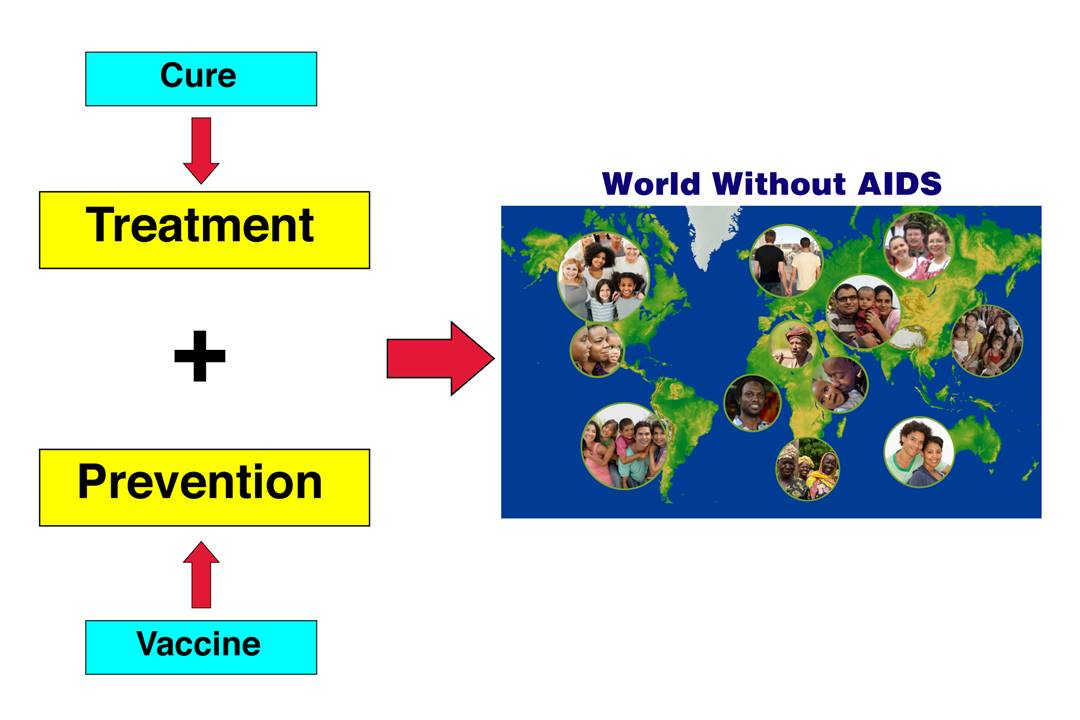 Cure
Treatment
+
Prevention
Vaccine
World Without AIDS